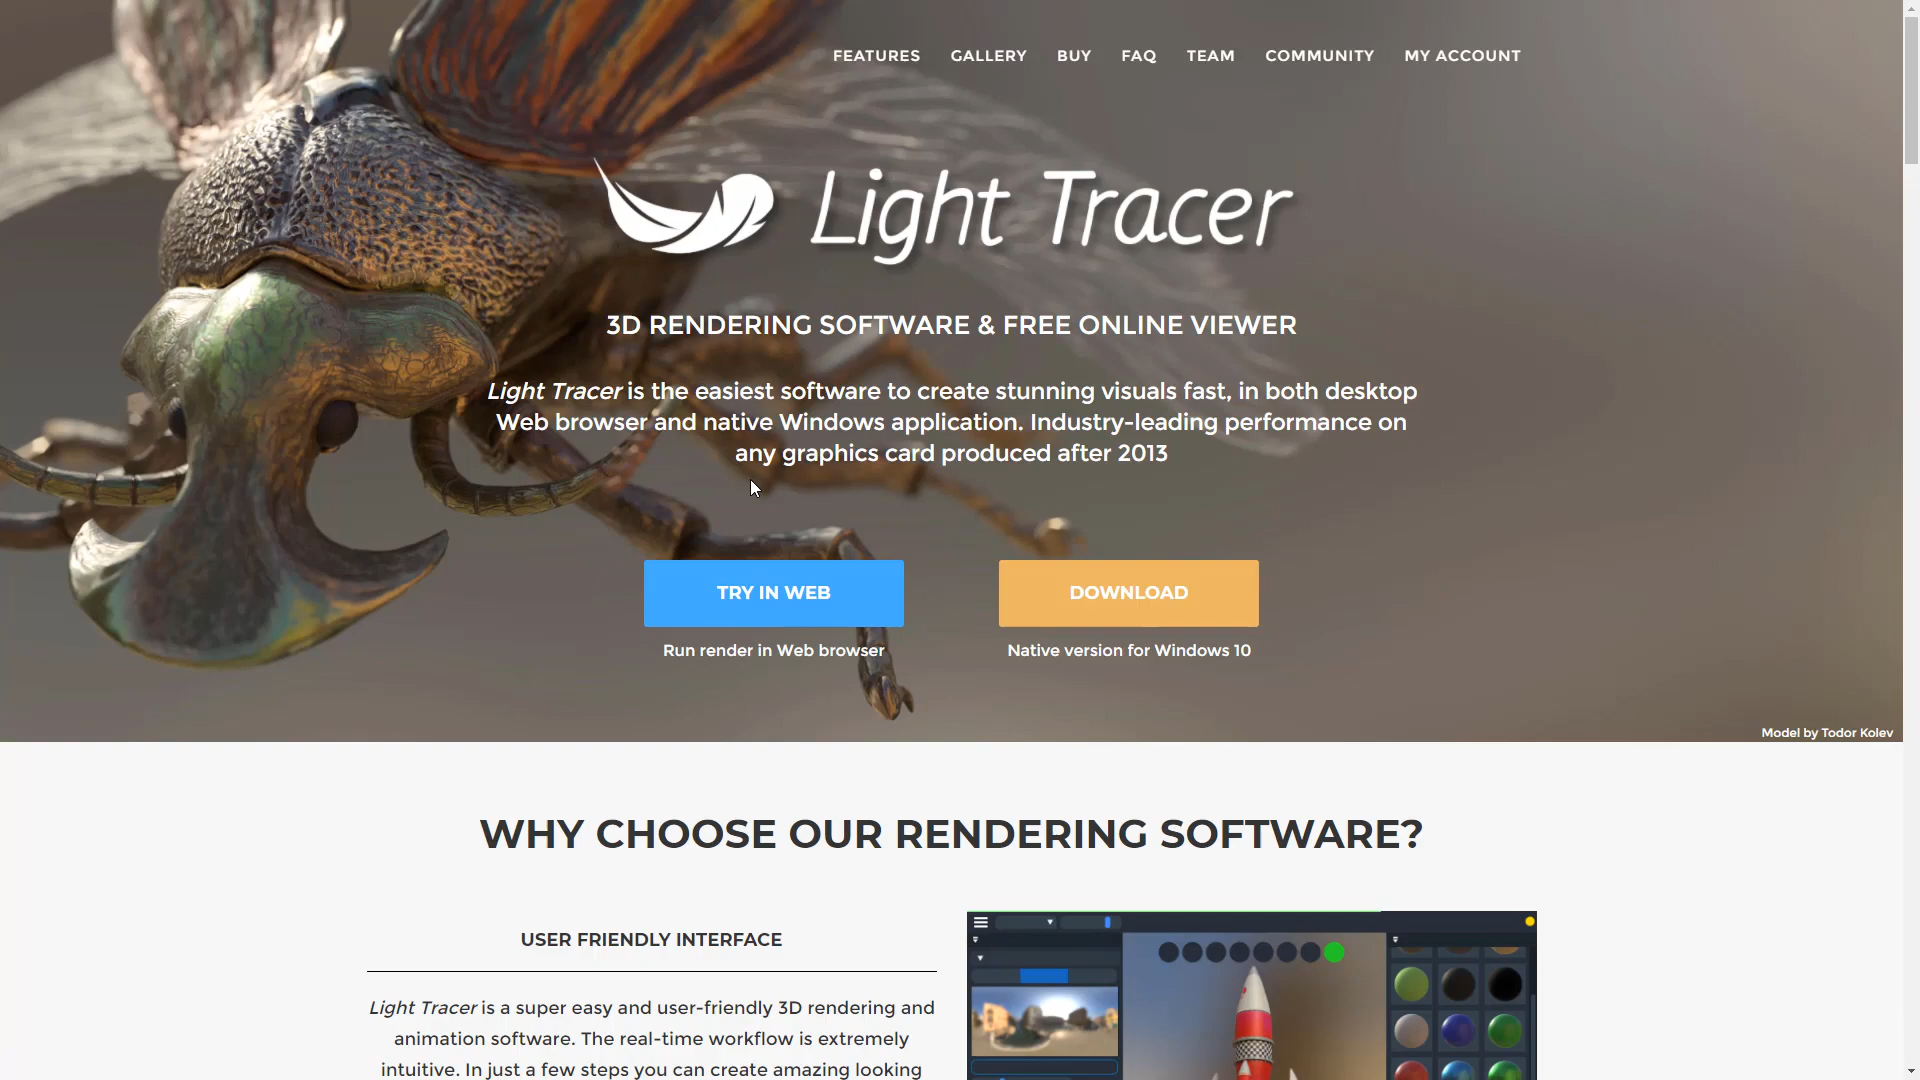 FEATURES GALLERY BUY FAQ TEAM COMMUNITY MY ACCOUNT
Light Tracer
3D RENDERING SOFTWARE & FREE ONLINE VIEWER
Light Tracer is the easiest software to create stunning visuals fast, in both desktop
Web browser and native Windows application. Industry-leading performance on
any graphics card produced after 2013
TRY IN WEB
DOWNLOAD
Run render in Web browser
Native version for Windows 10
Model by Todor Kolev
WHY CHOOSE OUR RENDERING SOFTWARE?
USER FRIENDLY INTERFACE
Light Tracer is a super easy and user-friendly 3D rendering and
animation software. The real-time workflow is extremely
intuitive. In just a few steps you can create amazing looking